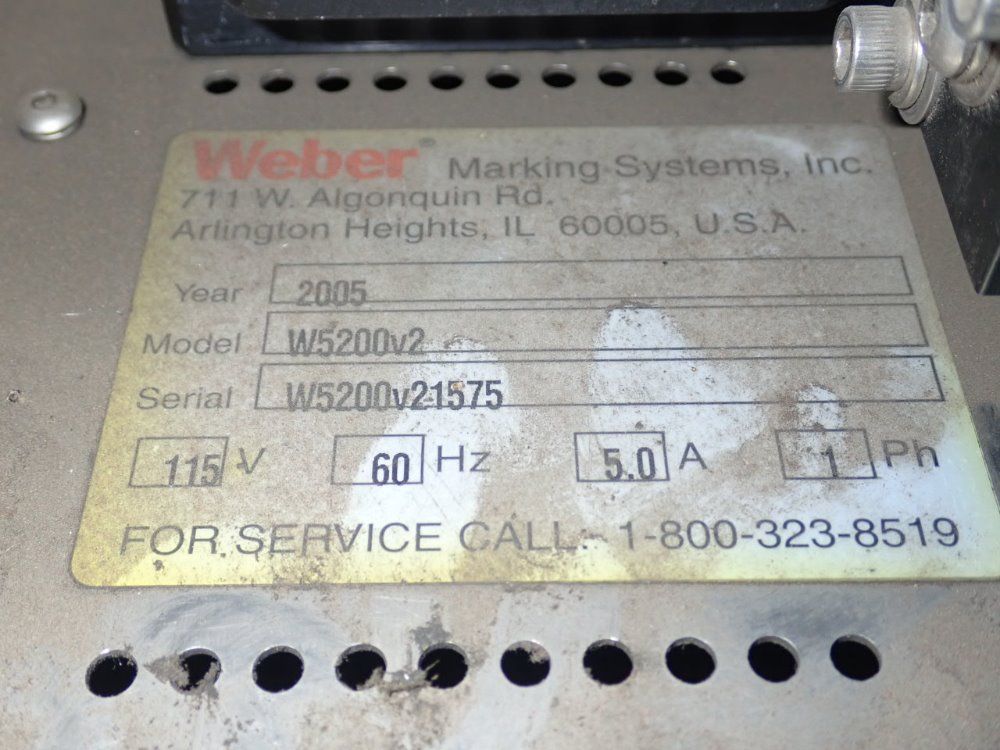 Weber® Marking Systems, Inc.
711 W. Algonquin Rd.
Arlington Heights, IL 60005, U.S.A.
Year 2005
Model W5200v2
Serial W5200v21575
115 V 60 Hz 5.0 A 1 Ph
FOR SERVICE CALL: 1-800-323-8519